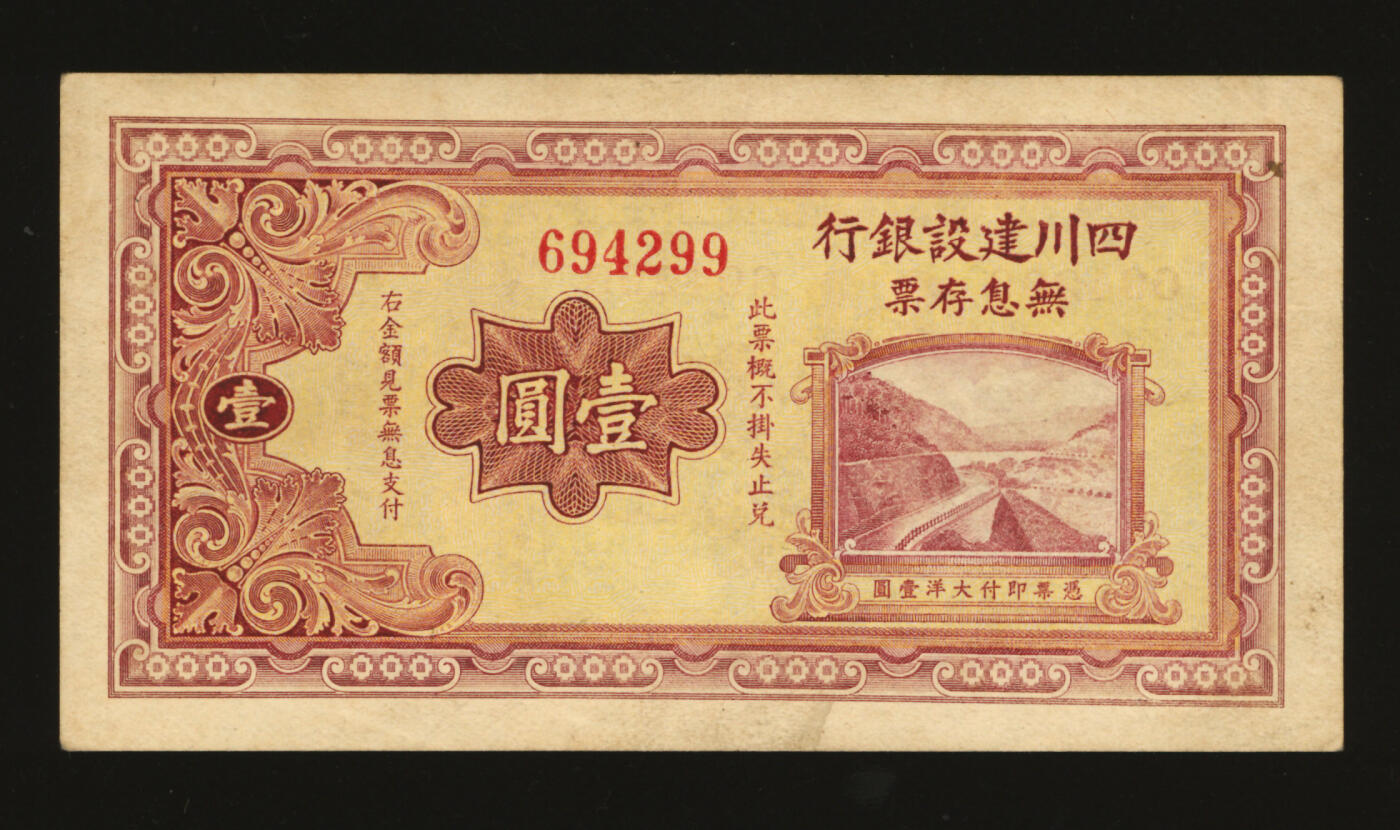 四川建設銀行
無息存票
憑票即付大洋壹圓
694299
此票概不掛失止兑
壹圓
右金額見票無息支付
壹